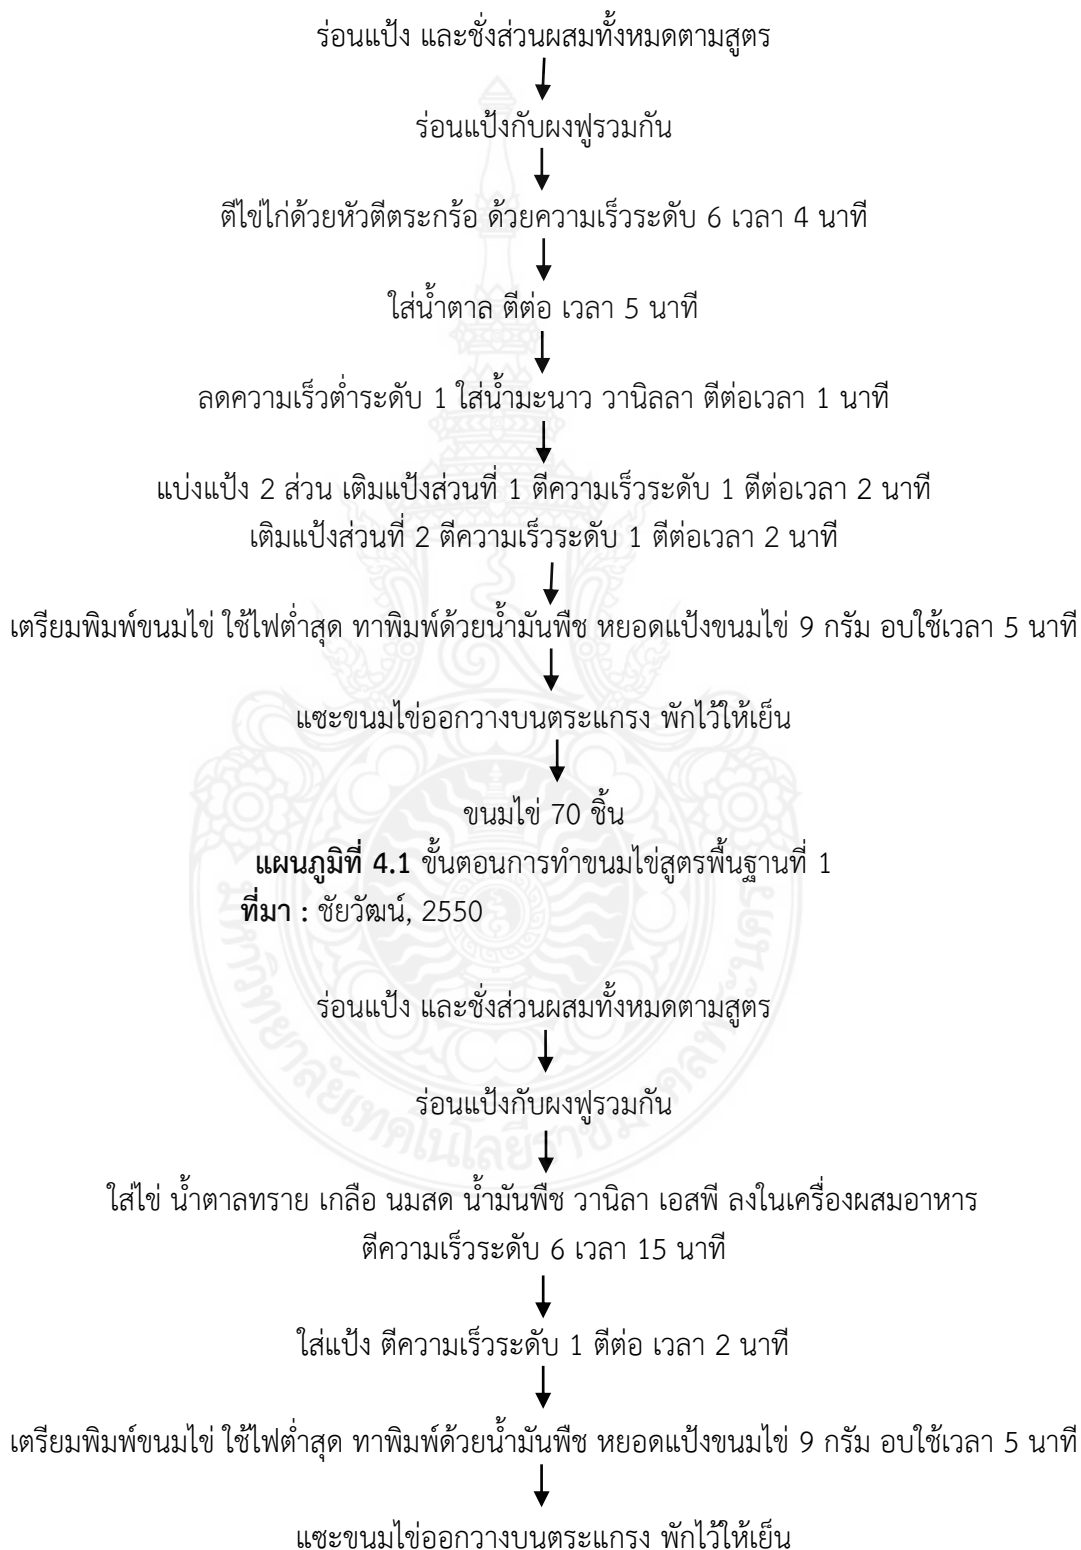 ร่อนแป้ง และชั่งส่วนผสมทั้งหมดตามสูตร
ร่อนแป้งกับผงฟูรวมกัน
ตีไข่ไก่ด้วยหัวตีตระกร้อ ด้วยความเร็วระดับ 6 เวลา 4 นาที
ใส่น้ำตาล ตีต่อ เวลา 5 นาที
ลดความเร็วต่ำระดับ 1 ใส่น้ำมะนาว วานิลลา ตีต่อเวลา 1 นาที
แบ่งแป้ง 2 ส่วน เติมแป้งส่วนที่ 1 ตีความเร็วระดับ 1 ตีต่อเวลา 2 นาที
เติมแป้งส่วนที่ 2 ตีความเร็วระดับ 1 ตีต่อเวลา 2 นาที
เตรียมพิมพ์ขนมไข่ ใช้ไฟต่ำสุด ทาพิมพ์ด้วยน้ำมันพืช หยอดแป้งขนมไข่ 9 กรัม อบใช้เวลา 5 นาที
แซะขนมไข่ออกวางบนตระแกรง พักไว้ให้เย็น
ขนมไข่ 70 ชิ้น
แผนภูมิที่ 4.1 ขั้นตอนการทำขนมไข่สูตรพื้นฐานที่ 1
ที่มา : ชัยวัฒน์, 2550
มหาวิทยาลัยเทคโนโลยีราชมงคลพระนคร
ร่อนแป้ง และชั่งส่วนผสมทั้งหมดตามสูตร
ร่อนแป้งกับผงฟูรวมกัน
ใส่ไข่ น้ำตาลทราย เกลือ นมสด น้ำมันพืช วานิลา เอสพี ลงในเครื่องผสมอาหาร
ตีความเร็วระดับ 6 เวลา 15 นาที
ใส่แป้ง ตีความเร็วระดับ 1 ตีต่อ เวลา 2 นาที
เตรียมพิมพ์ขนมไข่ ใช้ไฟต่ำสุด ทาพิมพ์ด้วยน้ำมันพืช หยอดแป้งขนมไข่ 9 กรัม อบใช้เวลา 5 นาที
แซะขนมไข่ออกวางบนตระแกรง พักไว้ให้เย็น